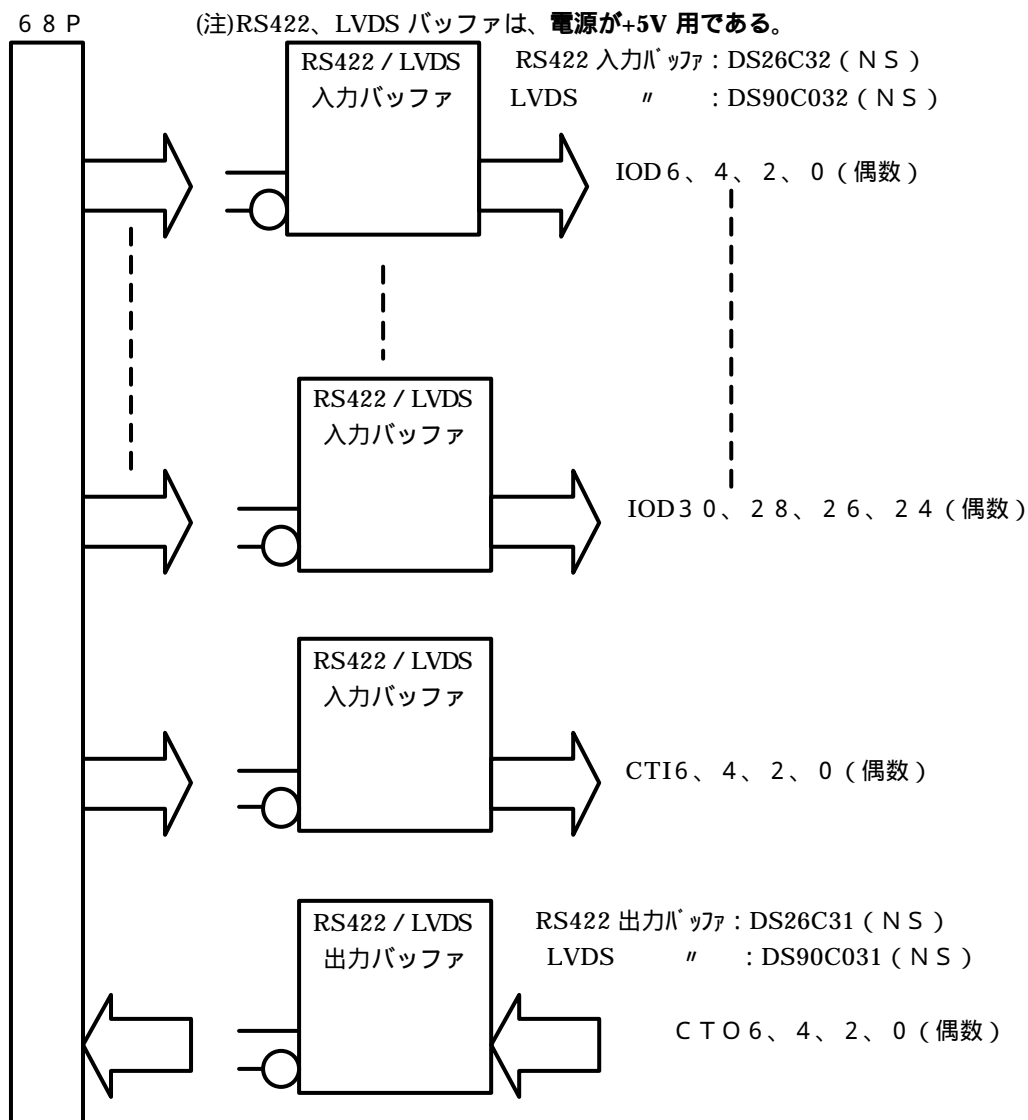 ６８Ｐ
(注)RS422、LVDS バッファは、電源が+5V 用である。
RS422 / LVDS
入力バッファ
RS422 入力ﾊﾞｯﾌｧ : DS26C32 (ＮＳ)
LVDS 〃 : DS90C032 (ＮＳ)
IOD６、４、２、０（偶数）
RS422 / LVDS
入力バッファ
IOD３０、２８、２６、２４（偶数）
RS422 / LVDS
入力バッファ
CTI６、４、２、０（偶数）
RS422 / LVDS
出力バッファ
RS422 出力ﾊﾞｯﾌｧ : DS26C31 (ＮＳ)
LVDS 〃 : DS90C031 (ＮＳ)
ＣＴＯ６、４、２、０（偶数）